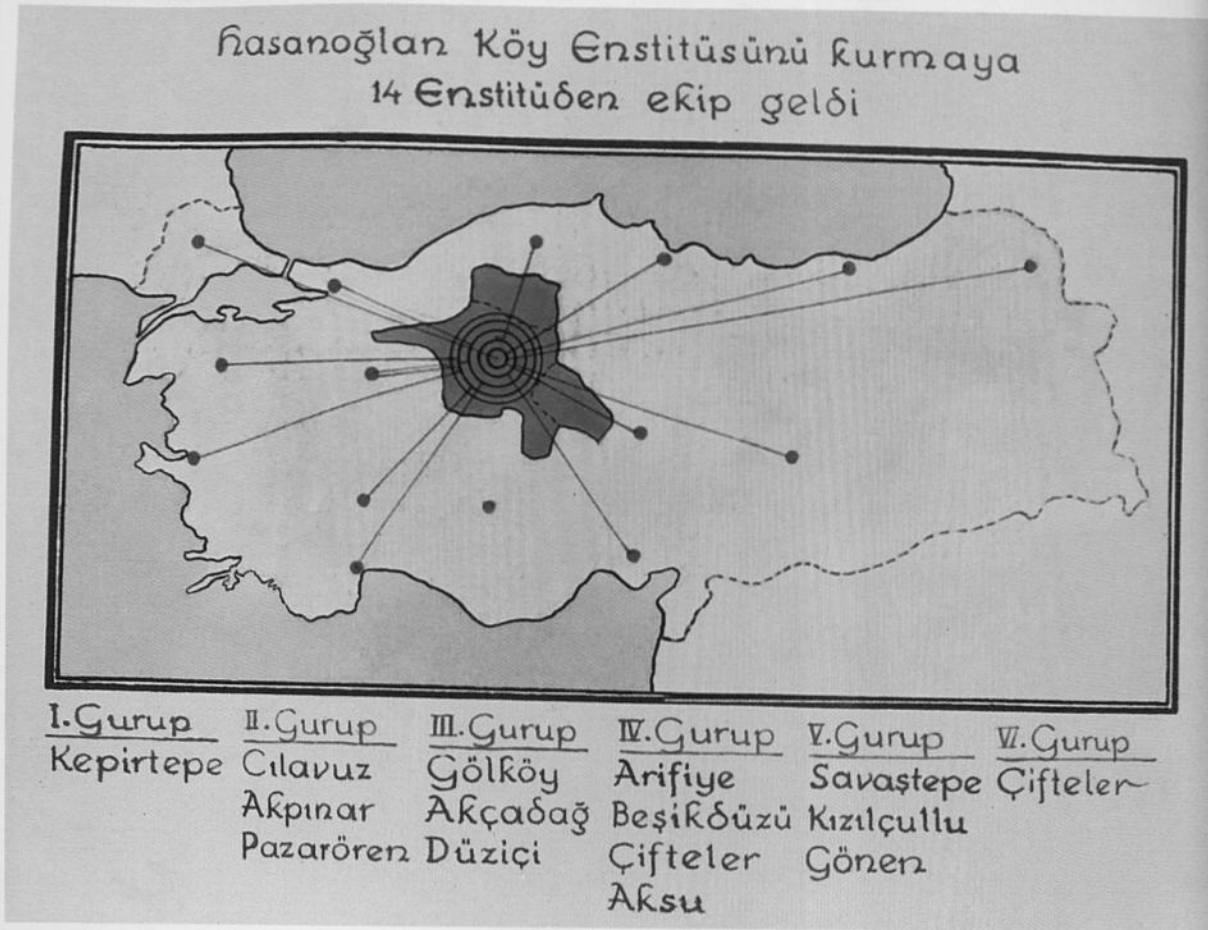 Hasanoğlan Köy Enstitüsünü kurmaya
14 Enstitüden ekip geldi
I. Gurup
Kepirtepe
II. Gurup
Cılavuz
Akpınar
Pazarören
III. Gurup
Gölköy
Akçadağ
Düziçi
IV. Gurup
Arifiye
Beşikdüzü
Çifteler
Aksu
V. Gurup
Savaştepe
Kızılçullu
Gönen
VI. Gurup
Çifteler